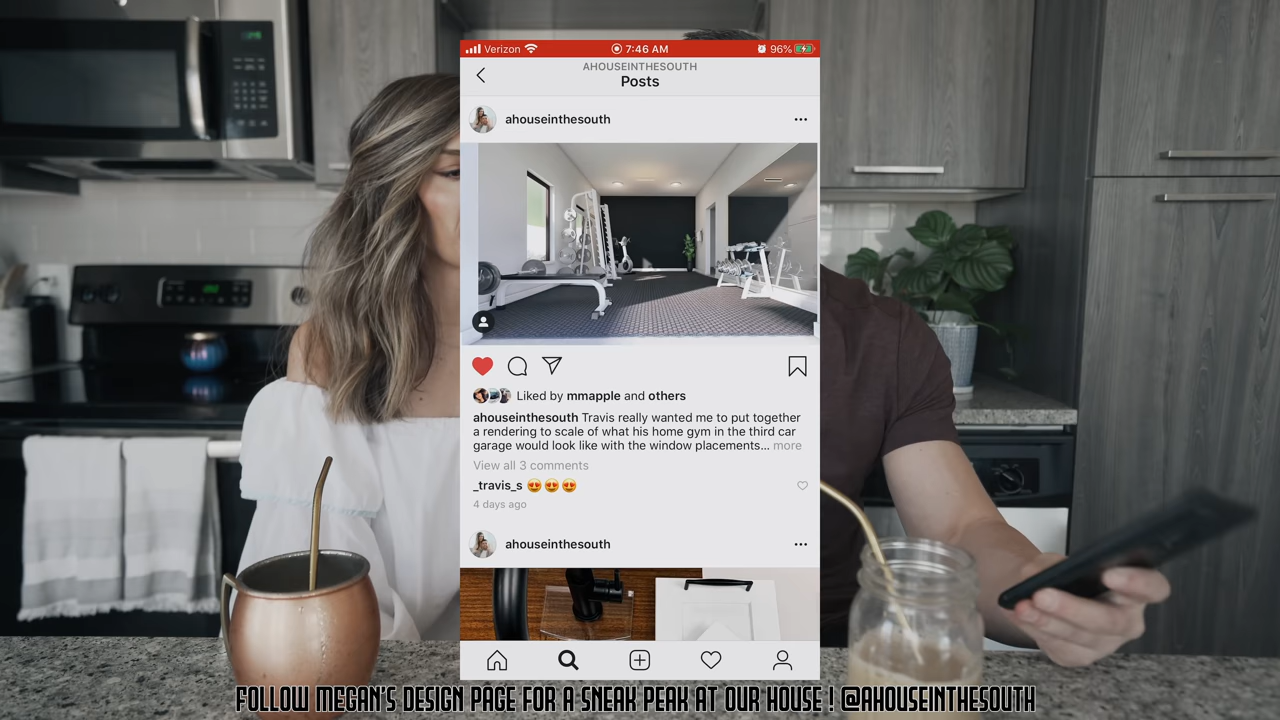 Verizon 7:46 AM 96%
AHOUSEINTHESOUTH
Posts
ahouseinthesouth
Liked by mmapple and others
ahouseinthesouth Travis really wanted me to put together
a rendering to scale of what his home gym in the third car
garage would look like with the window placements... more
View all 3 comments
_travis_s 😍😍😍
4 days ago
ahouseinthesouth
FOLLOW MEGAN'S DESIGN PAGE FOR A SNEAK PEAK AT OUR HOUSE ! @AHOUSEINTHESOUTH